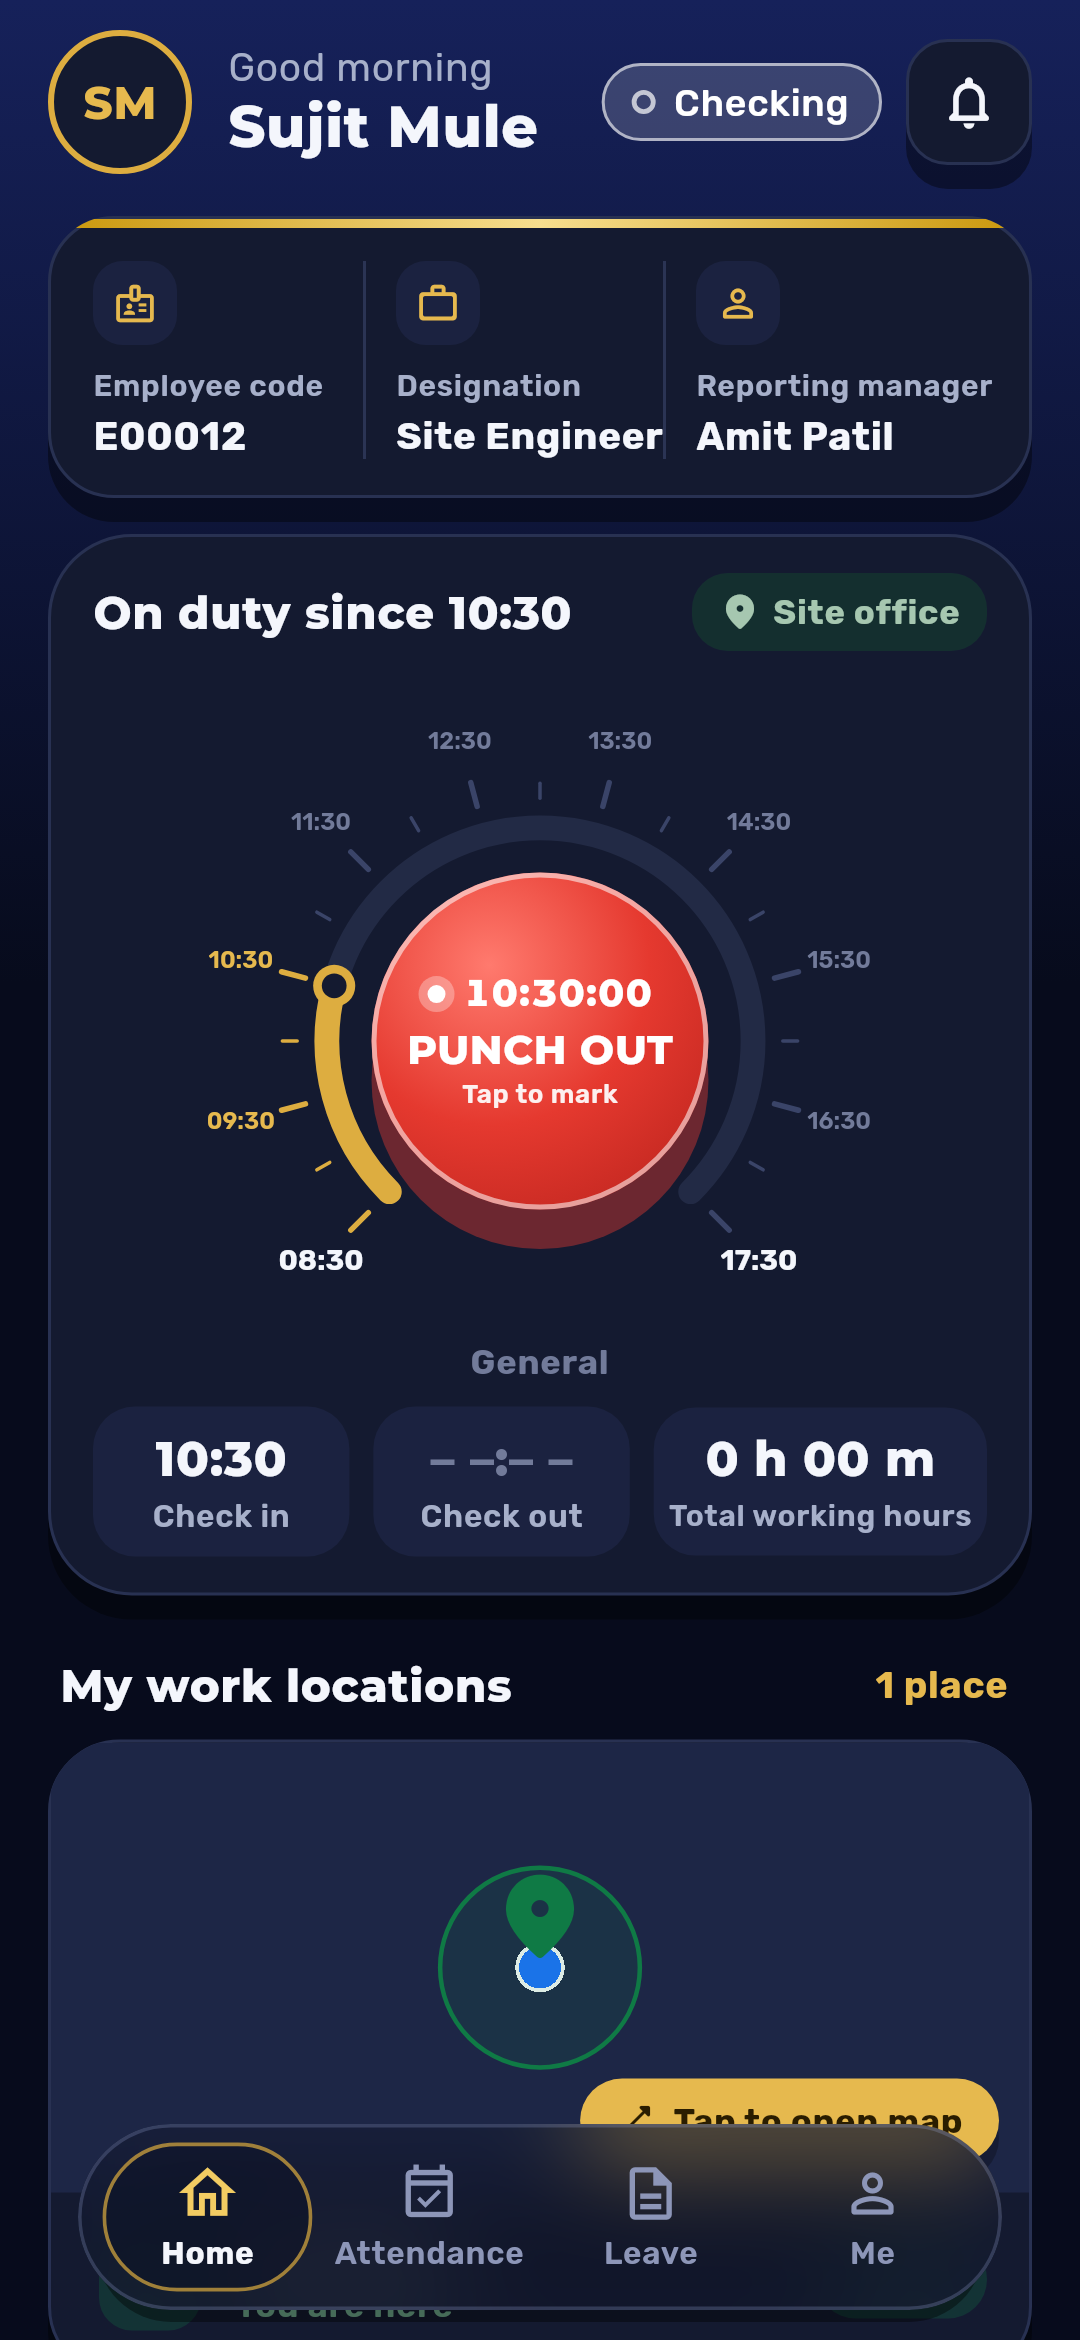 SM
Good morning
Sujit Mule
Checking
Employee code
E00012
Designation
Site Engineer
Reporting manager
Amit Patil
On duty since 10:30
Site office
12:30
13:30
11:30
14:30
10:30
15:30
09:30
16:30
08:30
17:30
10:30:00
PUNCH OUT
Tap to mark
General
10:30
Check in
– –:– –
Check out
0 h 00 m
Total working hours
My work locations
1 place
Tap to open map
Home
Attendance
Leave
Me
You are here